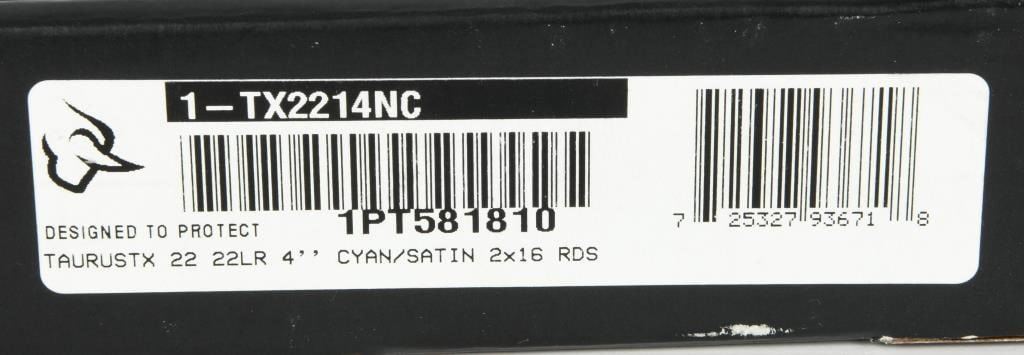 1-TX2214NC
1PT581810
DESIGNED TO PROTECT
TAURUSTX 22 22LR 4'' CYAN/SATIN 2x16 RDS
7 25327 93671 8